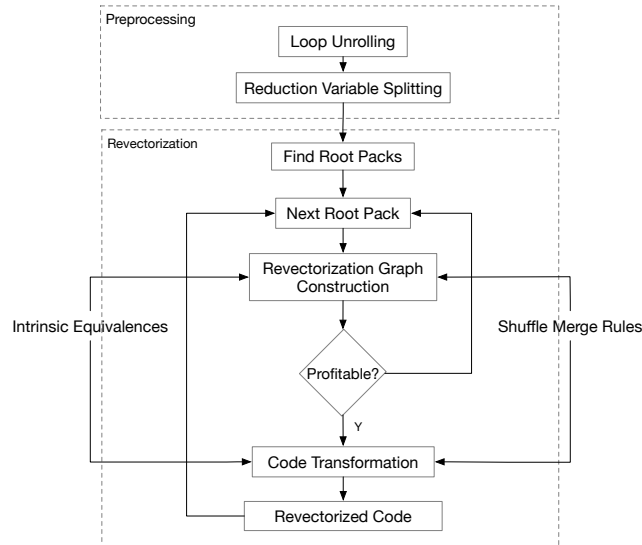 Preprocessing
Loop Unrolling
Reduction Variable Splitting
Revectorization
Find Root Packs
Next Root Pack
Revectorization Graph
Construction
Intrinsic Equivalences
Shuffle Merge Rules
Profitable?
Y
Code Transformation
Revectorized Code